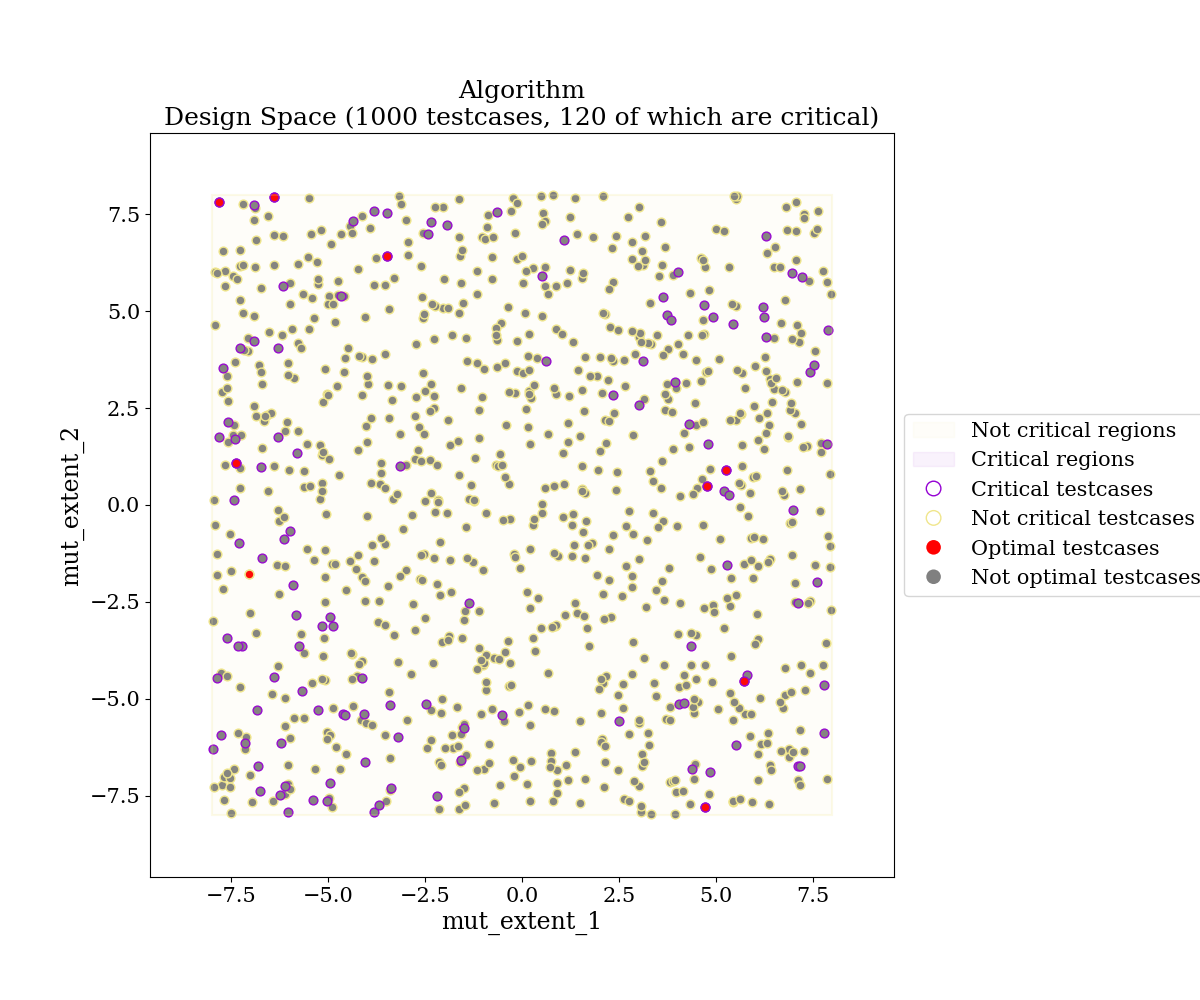 Algorithm
Design Space (1000 testcases, 120 of which are critical)
7.5
5.0
2.5
0.0
−2.5
−5.0
−7.5
mut_extent_2
−7.5
−5.0
−2.5
0.0
2.5
5.0
7.5
mut_extent_1
Not critical regions
Critical regions
Critical testcases
Not critical testcases
Optimal testcases
Not optimal testcases